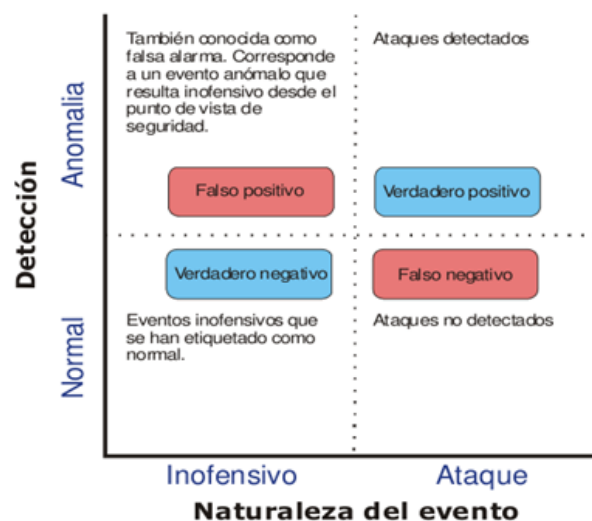 También conocida como
falsa alarma. Corresponde
a un evento anómalo que
resulta inofensivo desde el
punto de vista de
seguridad.
Ataques detectados
Falso positivo
Verdadero positivo
Verdadero negativo
Falso negativo
Eventos inofensivos que
se han etiquetado como
normal.
Ataques no detectados
Detección
Anomalia
Normal
Inofensivo
Ataque
Naturaleza del evento